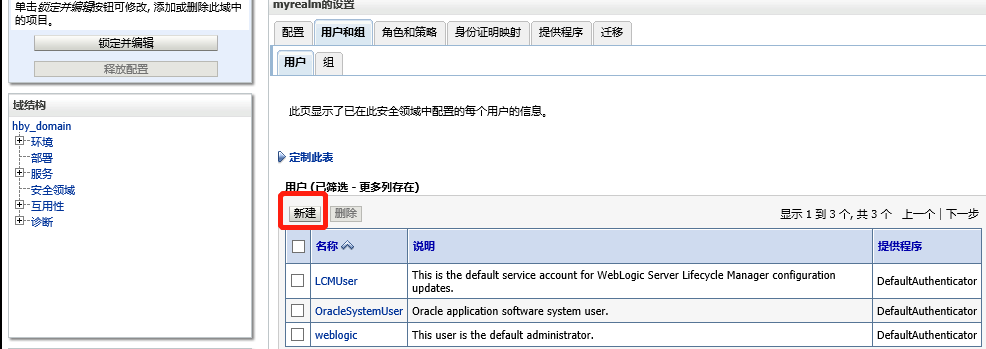 单击锁定并编辑按钮可修改, 添加或删除此域中
的项目。
锁定并编辑
释放配置
域结构
hby_domain
环境
部署
服务
安全领域
互用性
诊断
myrealm的设置
配置 用户和组 角色和策略 身份证明映射 提供程序 迁移
用户 组
此页显示了已在此安全领域中配置的每个用户的信息。
定制此表
用户 (已筛选 - 更多列存在)
新建 删除 显示 1 到 3 个, 共 3 个 上一个 | 下一步
名称 说明 提供程序
LCMUser This is the default service account for WebLogic Server Lifecycle Manager configuration updates. DefaultAuthenticator
OracleSystemUser Oracle application software system user. DefaultAuthenticator
weblogic This user is the default administrator. DefaultAuthenticator